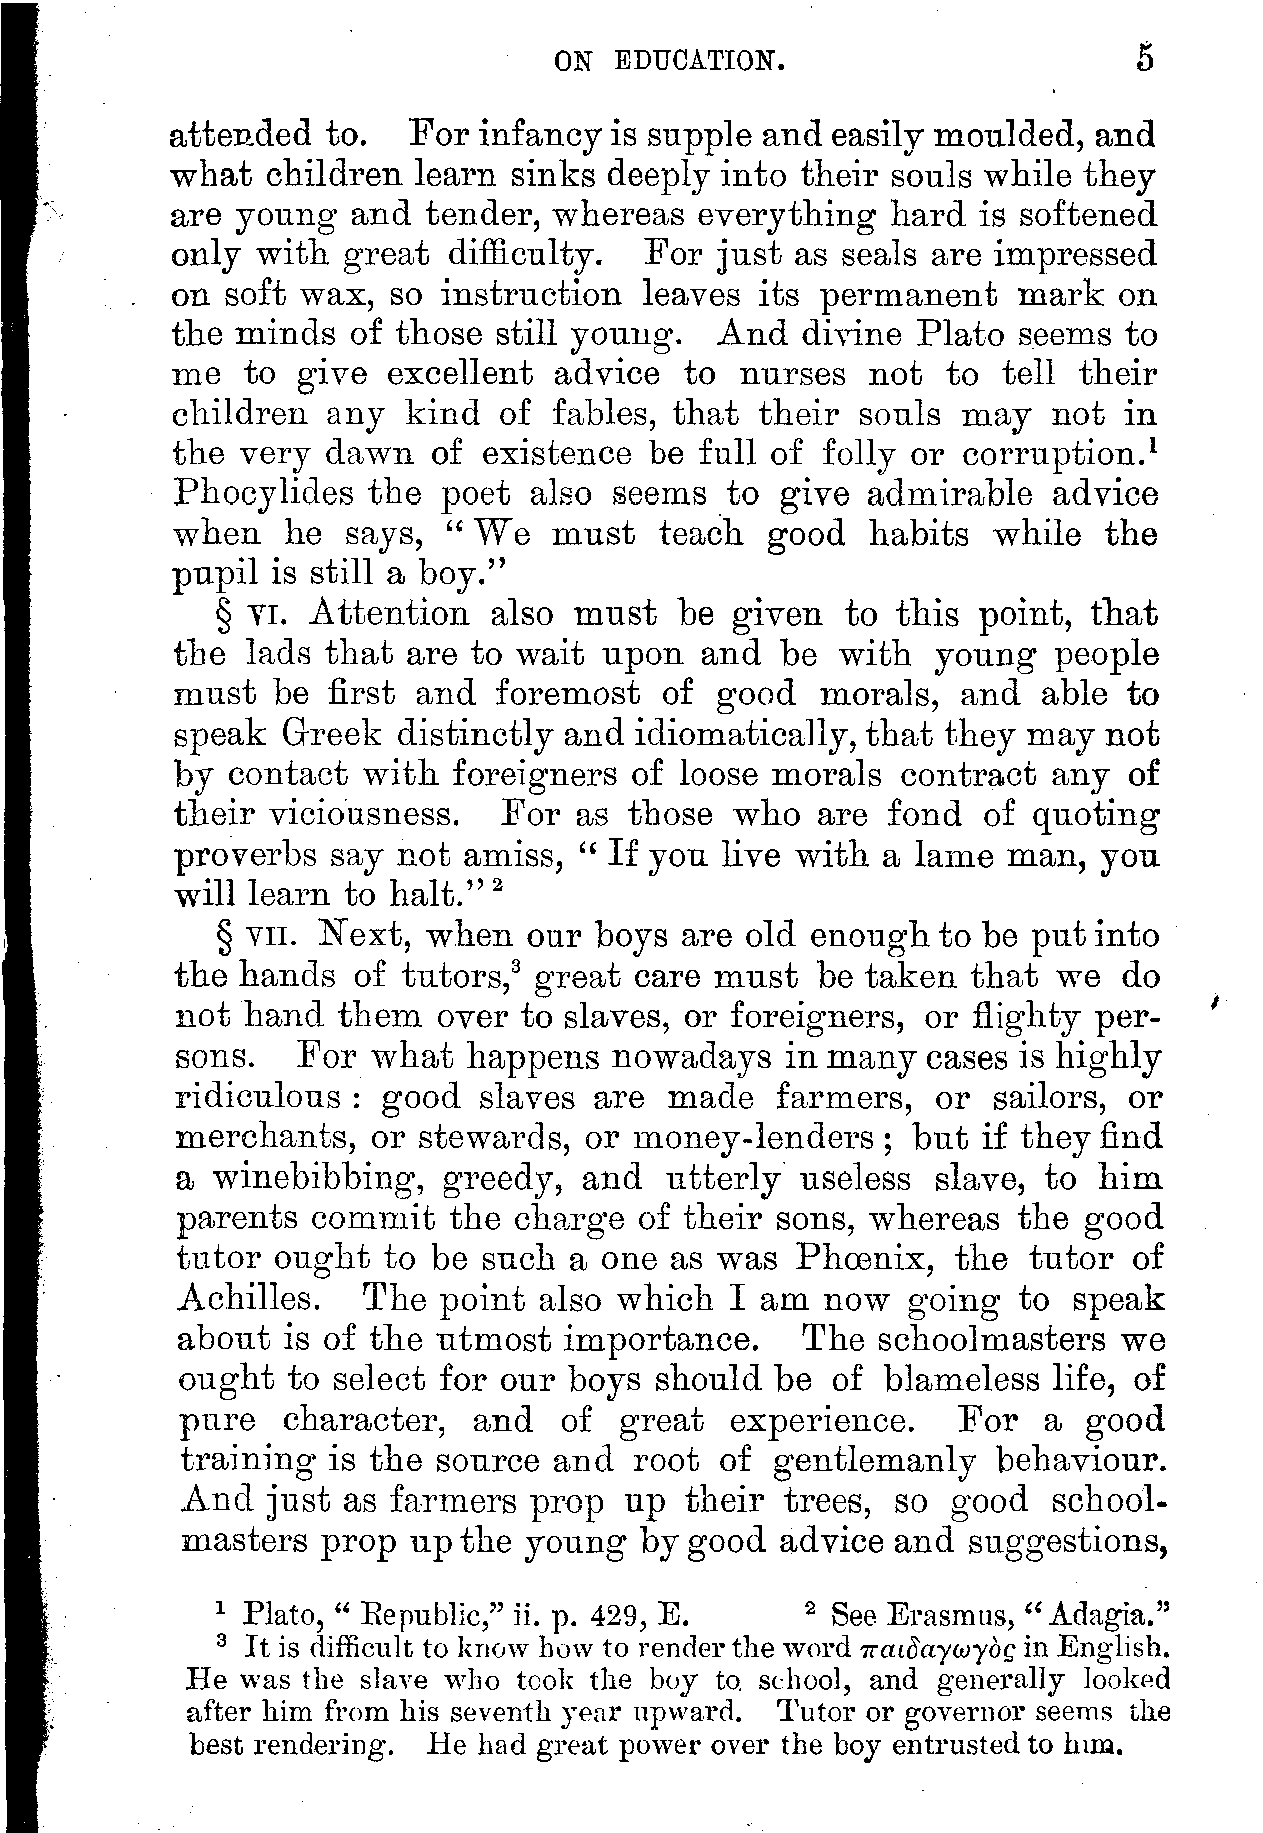 ON EDUCATION. 5
attended to. For infancy is supple and easily moulded, and
what children learn sinks deeply into their souls while they
are young and tender, whereas everything hard is softened
only with great difficulty. For just as seals are impressed
on soft wax, so instruction leaves its permanent mark on
the minds of those still young. And divine Plato seems to
me to give excellent advice to nurses not to tell their
children any kind of fables, that their souls may not in
the very dawn of existence be full of folly or corruption.¹
Phocylides the poet also seems to give admirable advice
when he says, “We must teach good habits while the
pupil is still a boy.”
§ VI. Attention also must be given to this point, that
the lads that are to wait upon and be with young people
must be first and foremost of good morals, and able to
speak Greek distinctly and idiomatically, that they may not
by contact with foreigners of loose morals contract any of
their viciousness. For as those who are fond of quoting
proverbs say not amiss, “If you live with a lame man, you
will learn to halt.”²
§ VII. Next, when our boys are old enough to be put into
the hands of tutors,³ great care must be taken that we do
not hand them over to slaves, or foreigners, or flighty per-
sons. For what happens nowadays in many cases is highly
ridiculous : good slaves are made farmers, or sailors, or
merchants, or stewards, or money-lenders ; but if they find
a winebibbing, greedy, and utterly useless slave, to him
parents commit the charge of their sons, whereas the good
tutor ought to be such a one as was Phœnix, the tutor of
Achilles. The point also which I am now going to speak
about is of the utmost importance. The schoolmasters we
ought to select for our boys should be of blameless life, of
pure character, and of great experience. For a good
training is the source and root of gentlemanly behaviour.
And just as farmers prop up their trees, so good school-
masters prop up the young by good advice and suggestions,
¹ Plato, “Republic,” ii. p. 429, E. ² See Erasmus, “Adagia.”
³ It is difficult to know how to render the word παιδαγωγὸς in English.
He was the slave who took the boy to school, and generally looked
after him from his seventh year upward. Tutor or governor seems the
best rendering. He had great power over the boy entrusted to him.